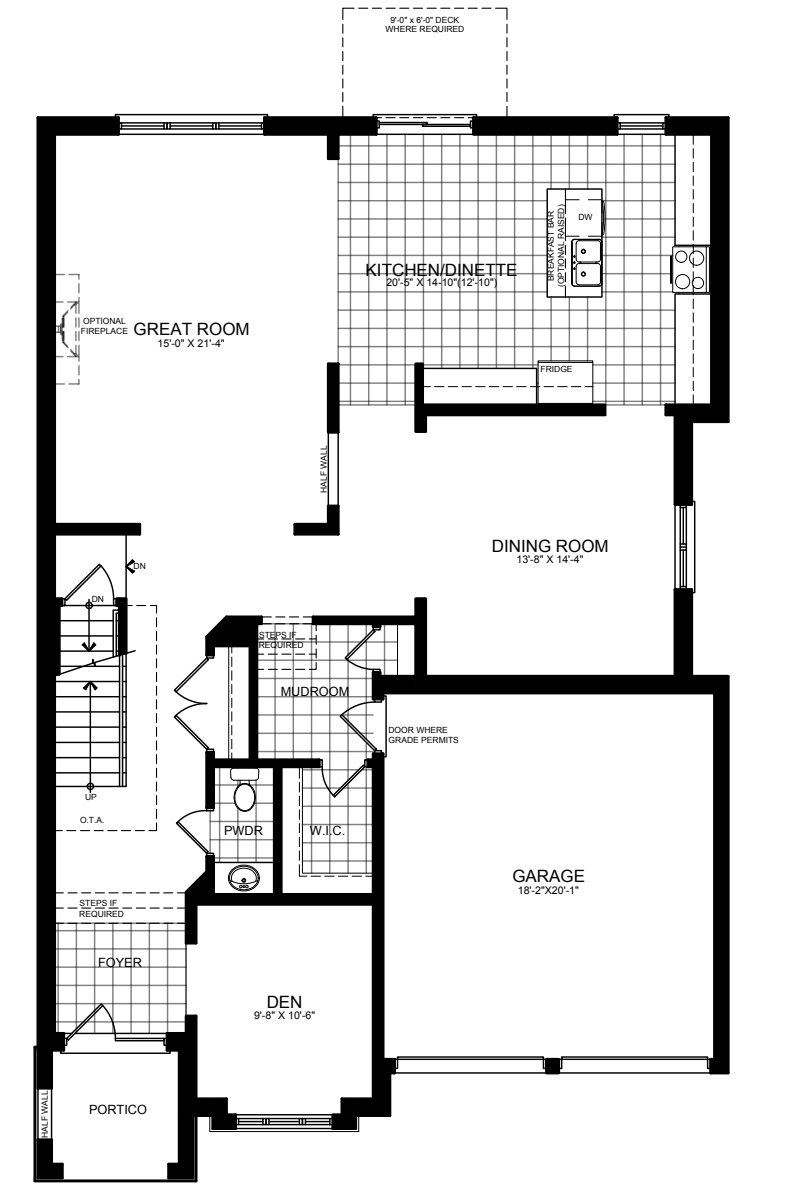 9'-0" x 6'-0" DECK
WHERE REQUIRED
BREAKFAST BAR
(OPTIONAL RAISED)
DW
KITCHEN/DINETTE
20'-5" X 14'-10"(12'-10")
OPTIONAL
FIREPLACE
GREAT ROOM
15'-0" X 21'-4"
FRIDGE
HALF WALL
DINING ROOM
13'-8" X 14'-4"
DN
DN
STEPS IF
REQUIRED
MUDROOM
DOOR WHERE
GRADE PERMITS
UP
O.T.A.
PWDR
W.I.C.
GARAGE
18'-2"X20'-1"
STEPS IF
REQUIRED
FOYER
DEN
9'-8" X 10'-6"
PORTICO
HALF WALL